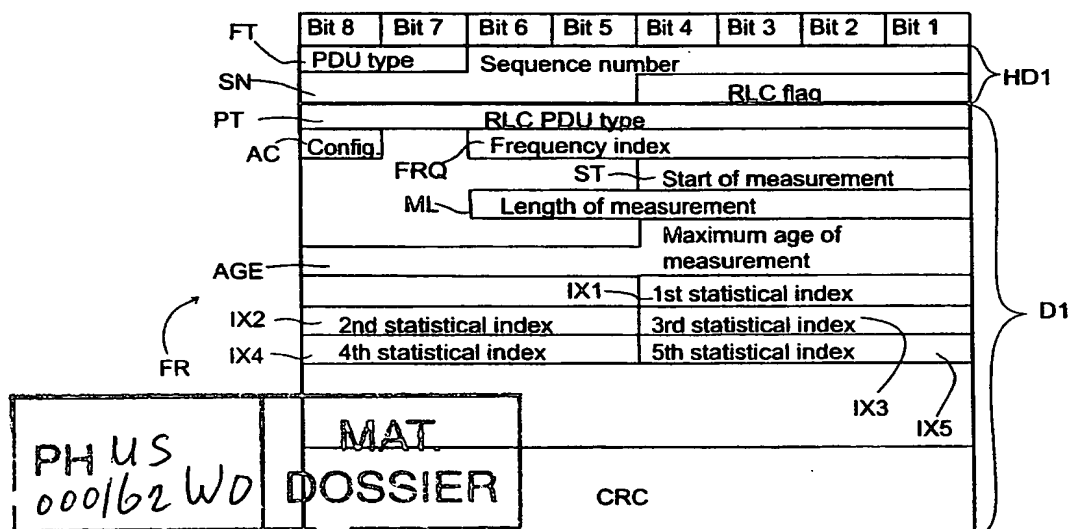 Bit 8 Bit 7 Bit 6 Bit 5 Bit 4 Bit 3 Bit 2 Bit 1
FT PDU type Sequence number HD1
SN RLC flag
PT RLC PDU type
AC Config. FRQ Frequency index
ST Start of measurement
ML Length of measurement
Maximum age of
AGE measurement
IX1 1st statistical index
D1
IX2 2nd statistical index 3rd statistical index
IX4 4th statistical index 5th statistical index
FR
IX3
IX5
PH US
000162 WO
MAT.
DOSSIER
CRC